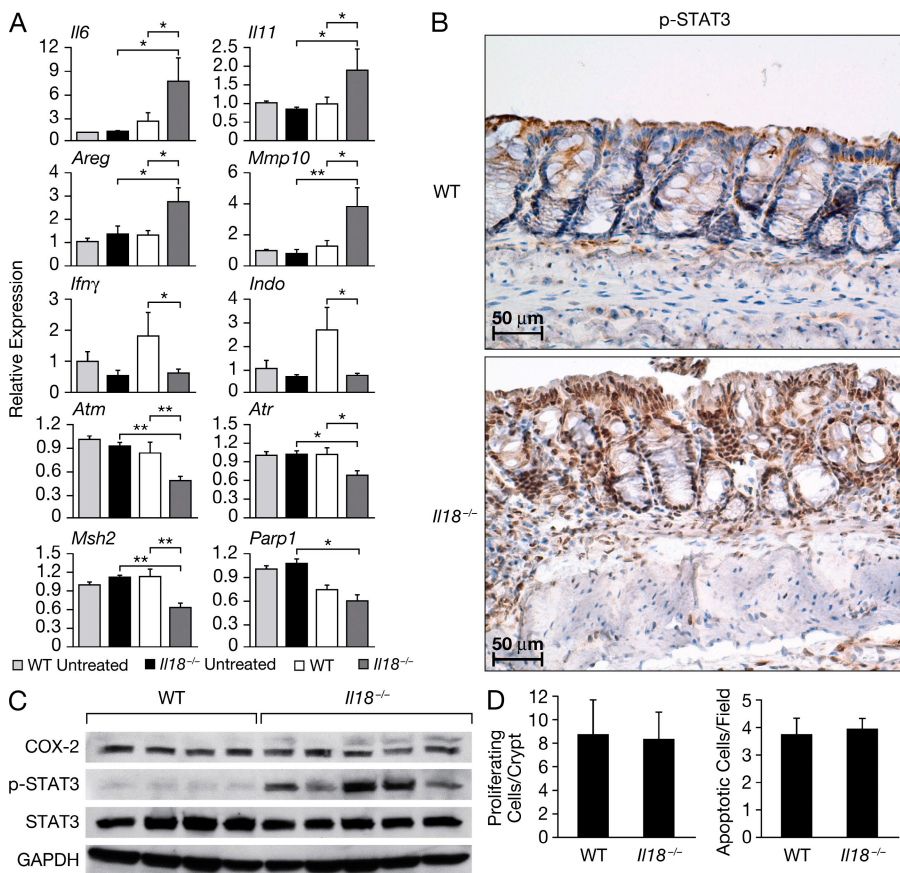 A
Relative Expression
Il6
12
9
6
3
0
*
*
Il11
2.5
2.0
1.5
1.0
0.5
0
*
*
Areg
4
3
2
1
0
*
*
Mmp10
6
4
2
0
*
**
Ifnγ
3
2
1
0
*
Indo
4
3
2
1
0
*
Atm
1.2
0.9
0.6
0.3
0
**
**
Atr
1.5
1.2
0.9
0.6
0.3
0
*
*
Msh2
1.5
1.2
0.9
0.6
0.3
0
**
**
Parp1
1.2
0.9
0.6
0.3
0
*
WT Untreated Il18–/– Untreated WT Il18–/–
B
p-STAT3
WT
50 µm
Il18–/–
50 µm
C
WT Il18–/–
COX-2
p-STAT3
STAT3
GAPDH
D
Proliferating
Cells/Crypt
12
10
8
6
4
2
0
WT Il18–/–
Apoptotic Cells/Field
5
4
3
2
1
0
WT Il18–/–